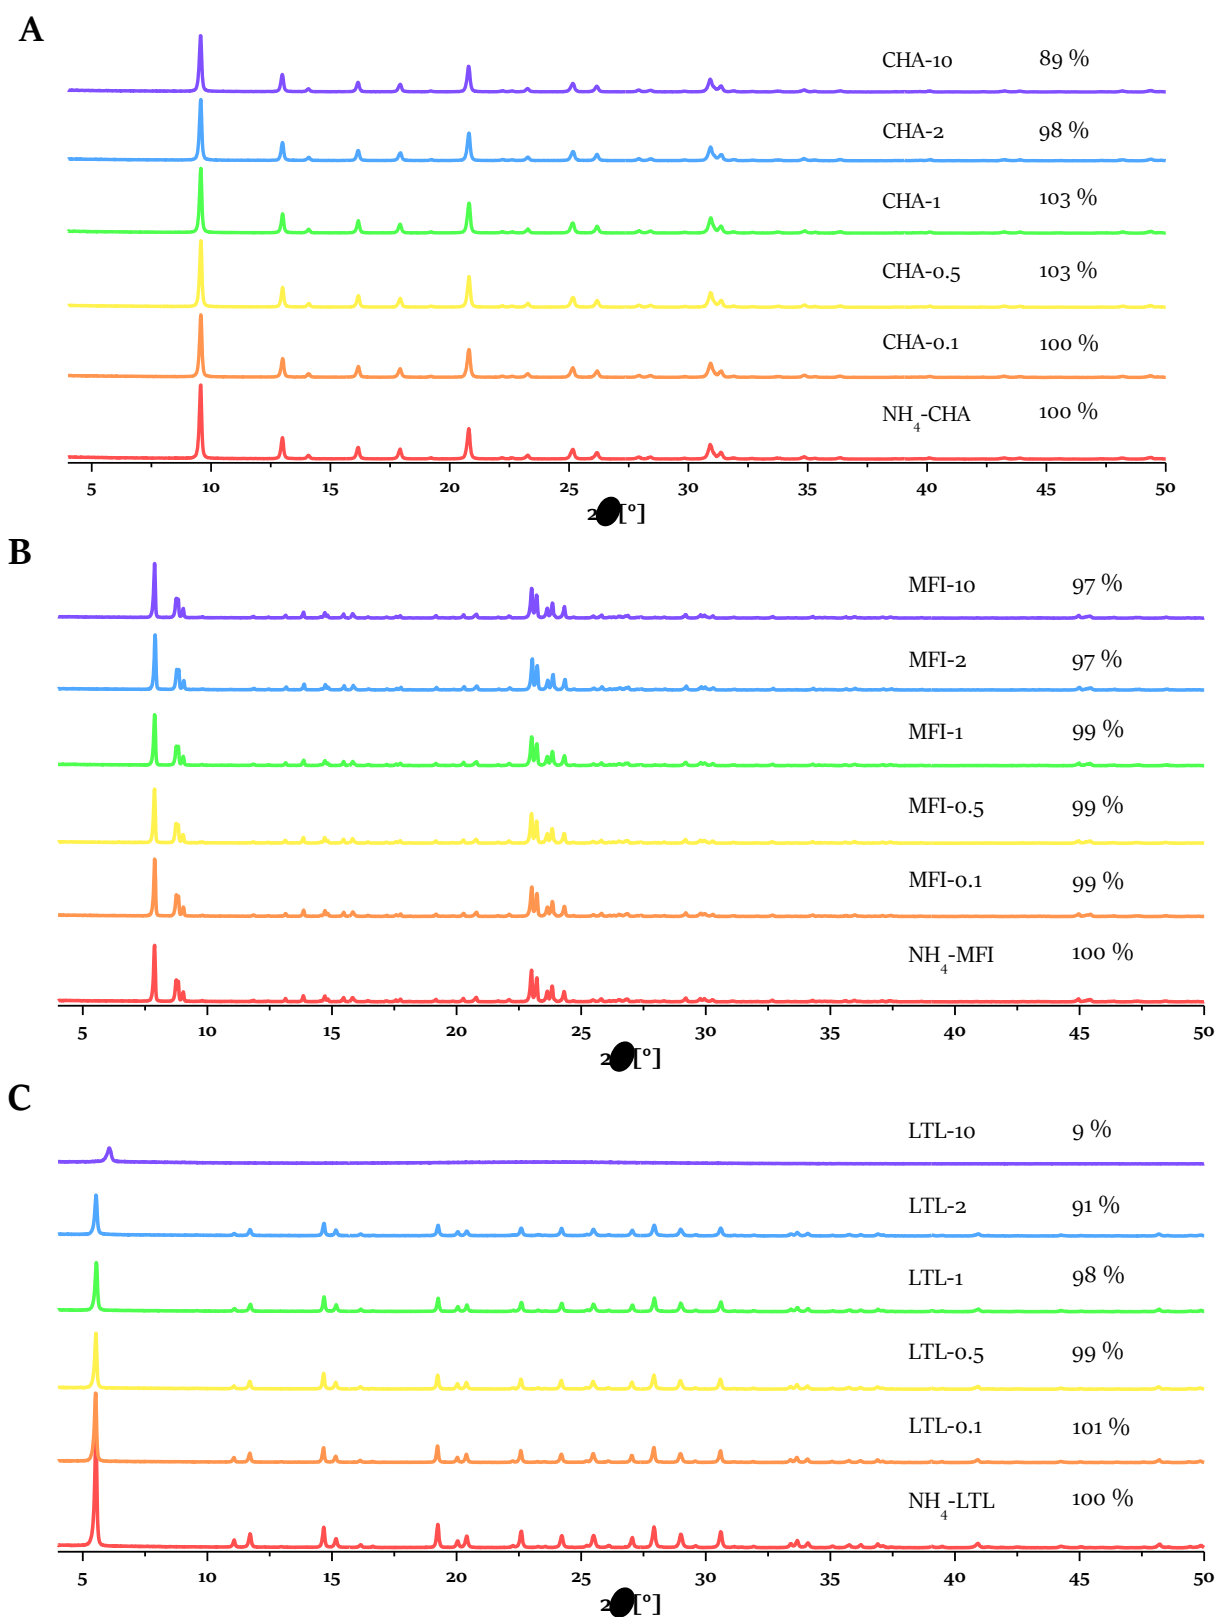 A
CHA-10 89 %
CHA-2 98 %
CHA-1 103 %
CHA-0.5 103 %
CHA-0.1 100 %
NH4-CHA 100 %
5 10 15 20 25 30 35 40 45 50
2 [°]
B
MFI-10 97 %
MFI-2 97 %
MFI-1 99 %
MFI-0.5 99 %
MFI-0.1 99 %
NH4-MFI 100 %
5 10 15 20 25 30 35 40 45 50
2 [°]
C
LTL-10 9 %
LTL-2 91 %
LTL-1 98 %
LTL-0.5 99 %
LTL-0.1 101 %
NH4-LTL 100 %
5 10 15 20 25 30 35 40 45 50
2 [°]